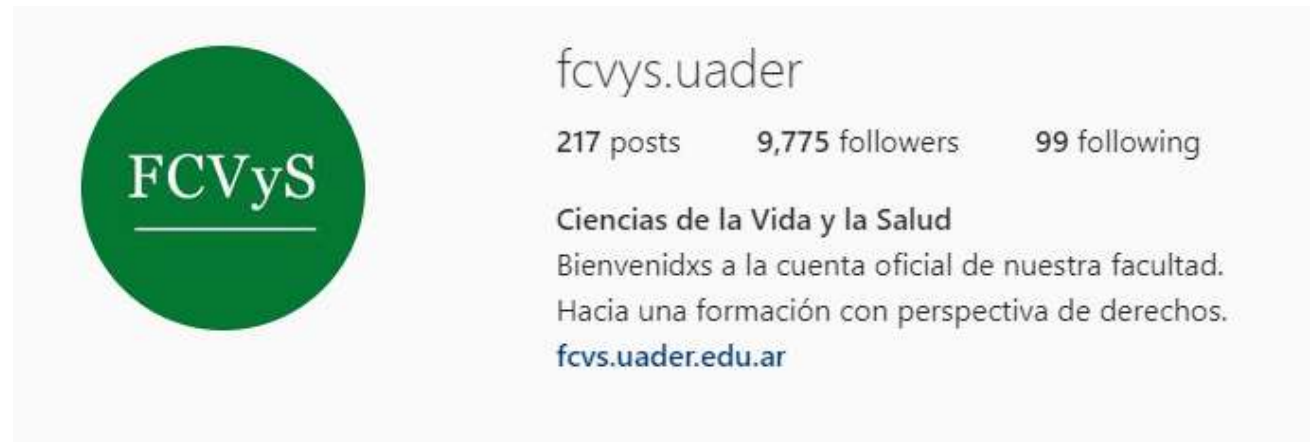 FCVyS
fcvys.uader
217 posts 9,775 followers 99 following
Ciencias de la Vida y la Salud
Bienvenidxs a la cuenta oficial de nuestra facultad.
Hacia una formación con perspectiva de derechos.
fcvs.uader.edu.ar